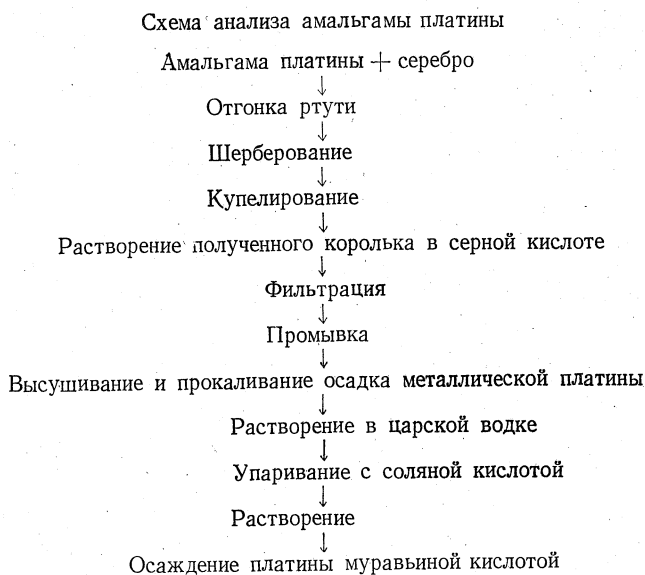 Схема анализа амальгамы платины
Амальгама платины + серебро
↓
Отгонка ртути
↓
Шерберование
↓
Купелирование
↓
Растворение полученного королька в серной кислоте
↓
Фильтрация
↓
Промывка
↓
Высушивание и прокаливание осадка металлической платины
↓
Растворение в царской водке
↓
Упаривание с соляной кислотой
↓
Растворение
↓
Осаждение платины муравьиной кислотой